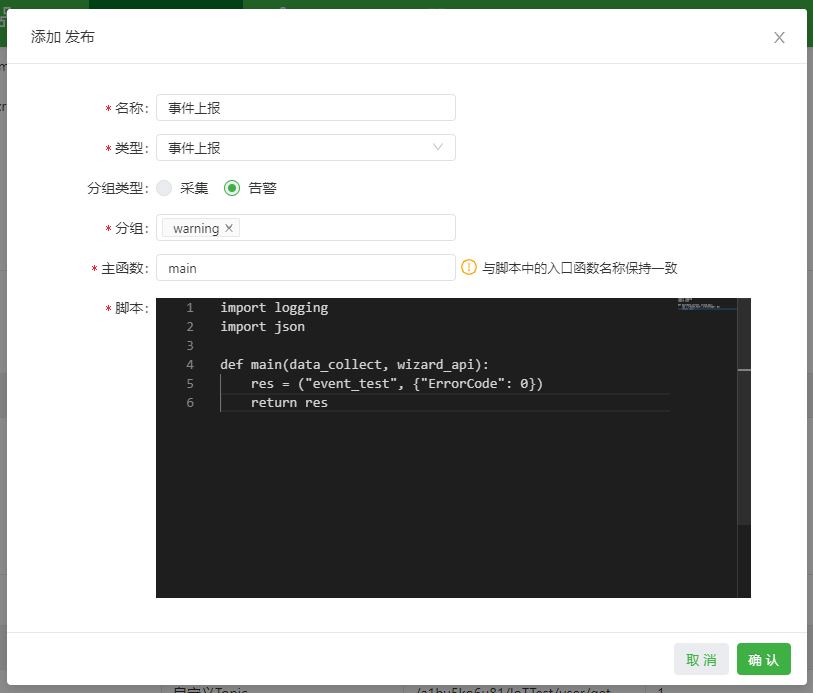 添加 发布
* 名称: 事件上报
* 类型: 事件上报
分组类型: 采集 告警
* 分组: warning ×
* 主函数: main 与脚本中的入口函数名称保持一致
* 脚本:
1 import logging
2 import json
3
4 def main(data_collect, wizard_api):
5 res = ("event_test", {"ErrorCode": 0})
6 return res
取 消 确 认